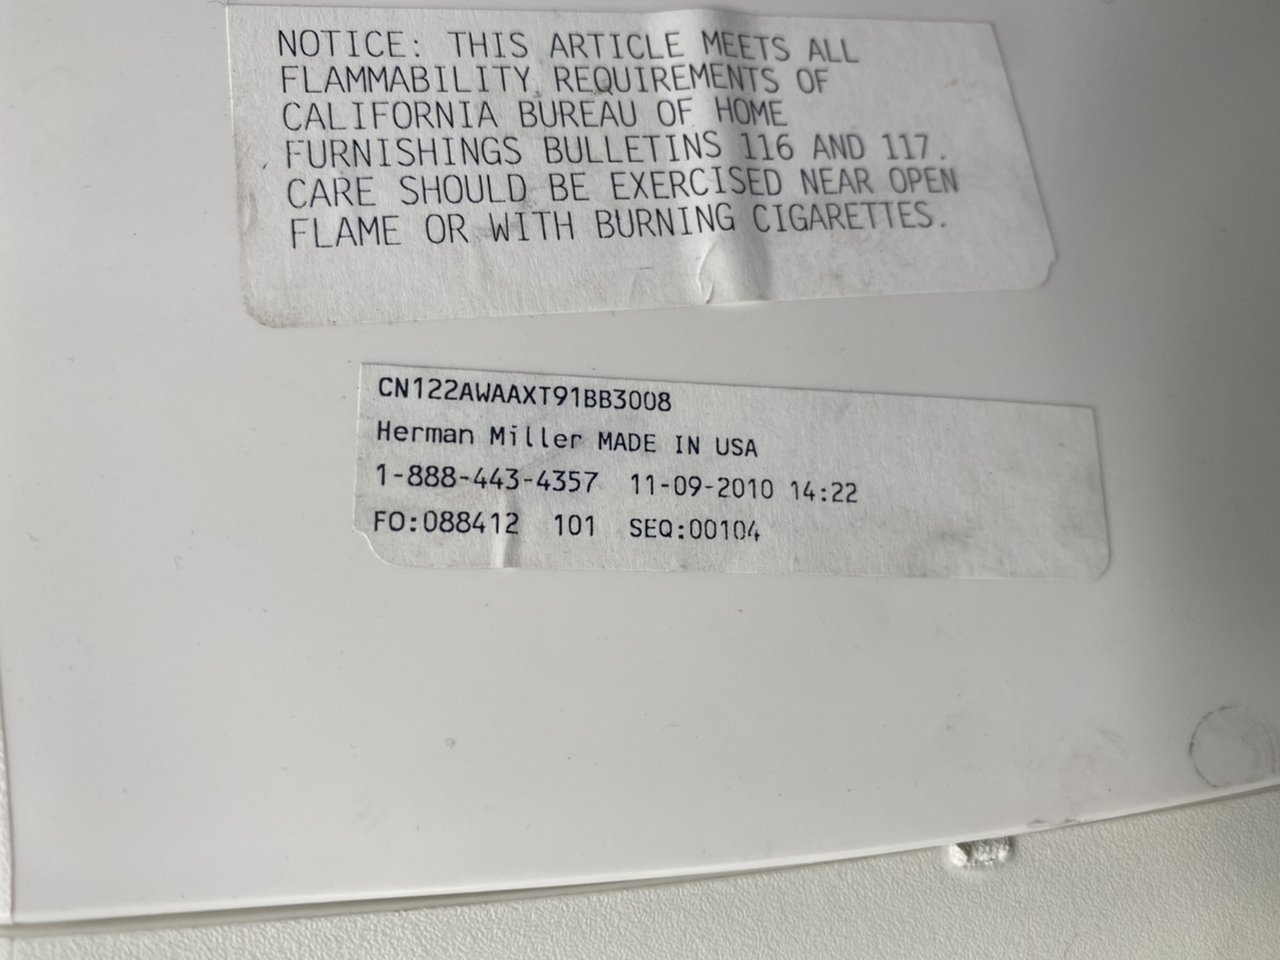 NOTICE: THIS ARTICLE MEETS ALL
FLAMMABILITY REQUIREMENTS OF
CALIFORNIA BUREAU OF HOME
FURNISHINGS BULLETINS 116 AND 117.
CARE SHOULD BE EXERCISED NEAR OPEN
FLAME OR WITH BURNING CIGARETTES.
CN122AWAAXT91BB3008
Herman Miller MADE IN USA
1-888-443-4357 11-09-2010 14:22
FO:088412 101 SEQ:00104